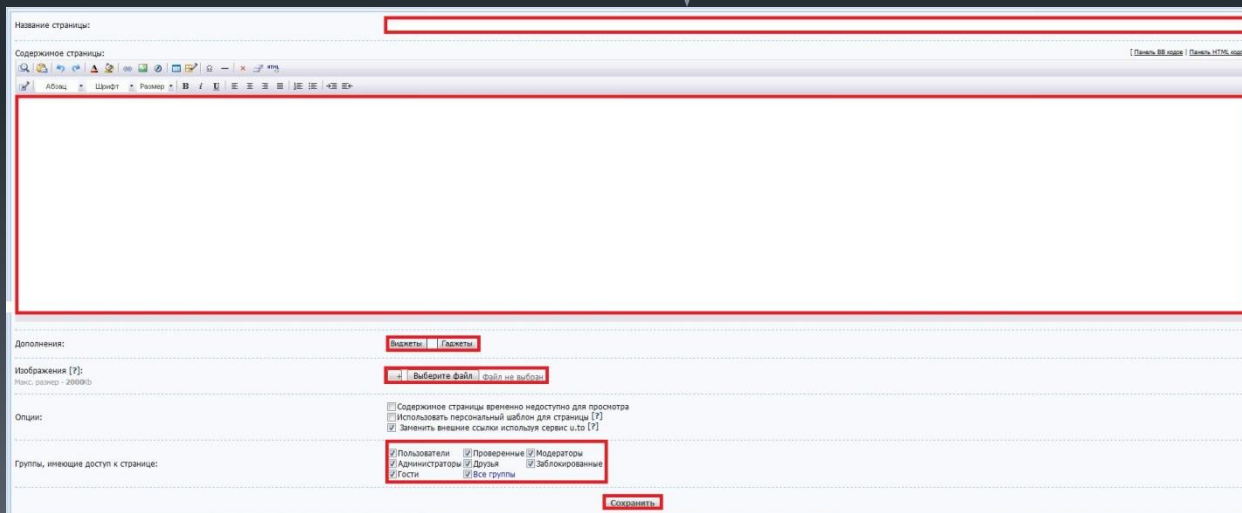 Название страницы:
Содержимое страницы:
[ Панель BB кодов | Панель HTML кодо
Абзац Шрифт Размер B I U
Дополнения:
Виджеты Гаджеты
Изображения [?]:
Макс. размер - 2000Kb
+ Выберите файл Файл не выбран
Опции:
Содержимое страницы временно недоступно для просмотра
Использовать персональный шаблон для страницы [?]
Заменить внешние ссылки используя сервис u.to [?]
Группы, имеющие доступ к странице:
Пользователи Проверенные Модераторы
Администраторы Друзья Заблокированные
Гости Все группы
Сохранить